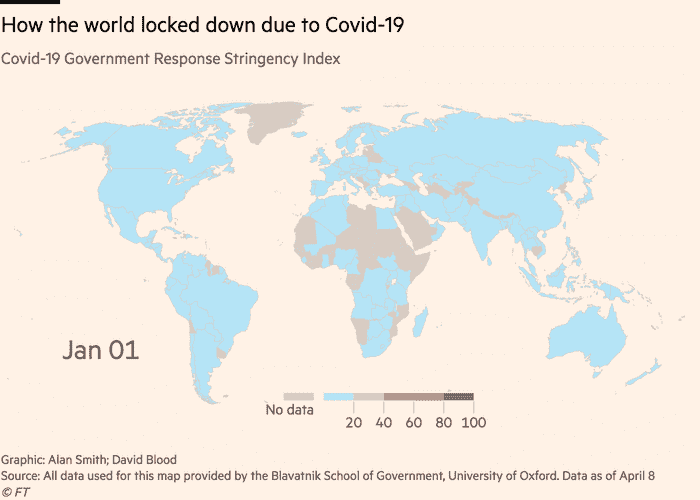 How the world locked down due to Covid-19
Covid-19 Government Response Stringency Index
Jan 01
No data
20 40 60 80 100
Graphic: Alan Smith; David Blood
Source: All data used for this map provided by the Blavatnik School of Government, University of Oxford. Data as of April 8
© FT